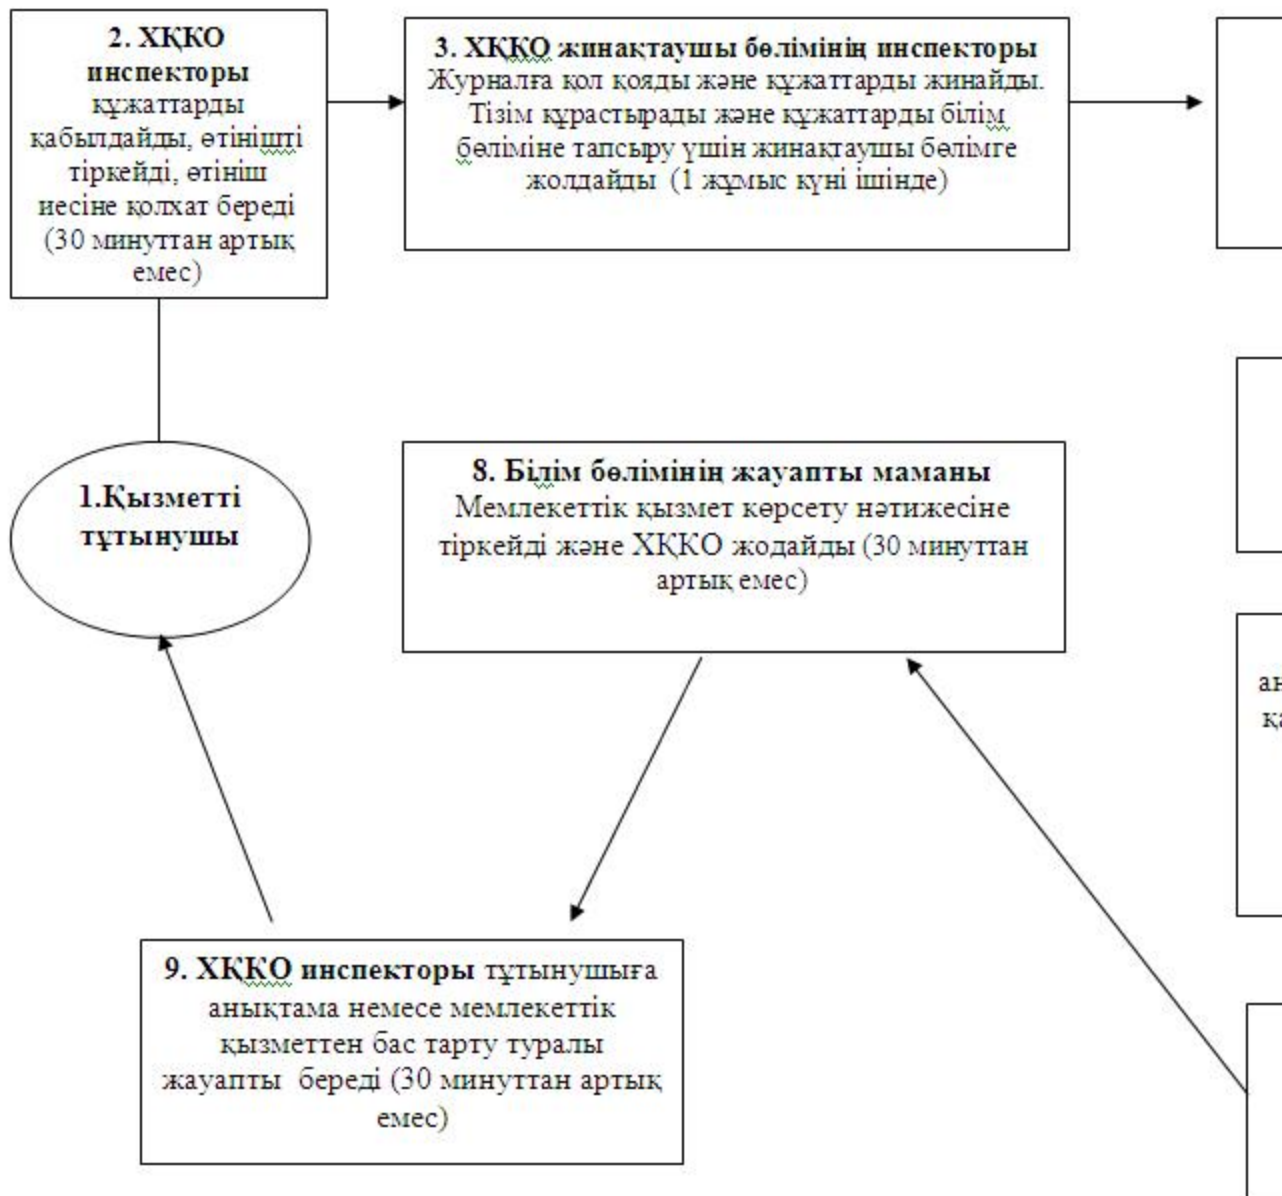 2. ХҚКО
инспекторы
құжаттарды
қабылдайды, өтінішті
тіркейді, өтініш
иесіне қолхат береді
(30 минуттан артық
емес)
3. ХҚКО жинақтаушы бөлімінің инспекторы
Журналға қол қояды және құжаттарды жинайды.
Тізім құрастырады және құжаттарды білім
бөліміне тапсыру үшін жинақтаушы бөлімге
жолдайды (1 жұмыс күні ішінде)
1.Қызметті
тұтынушы
8. Білім бөлімінің жауапты маманы
Мемлекеттік қызмет көрсету нәтижесіне
тіркейді және ХҚКО жодайды (30 минуттан
артық емес)
9. ХҚКО инспекторы тұтынушыға
анықтама немесе мемлекеттік
қызметтен бас тарту туралы
жауапты береді (30 минуттан артық
емес)